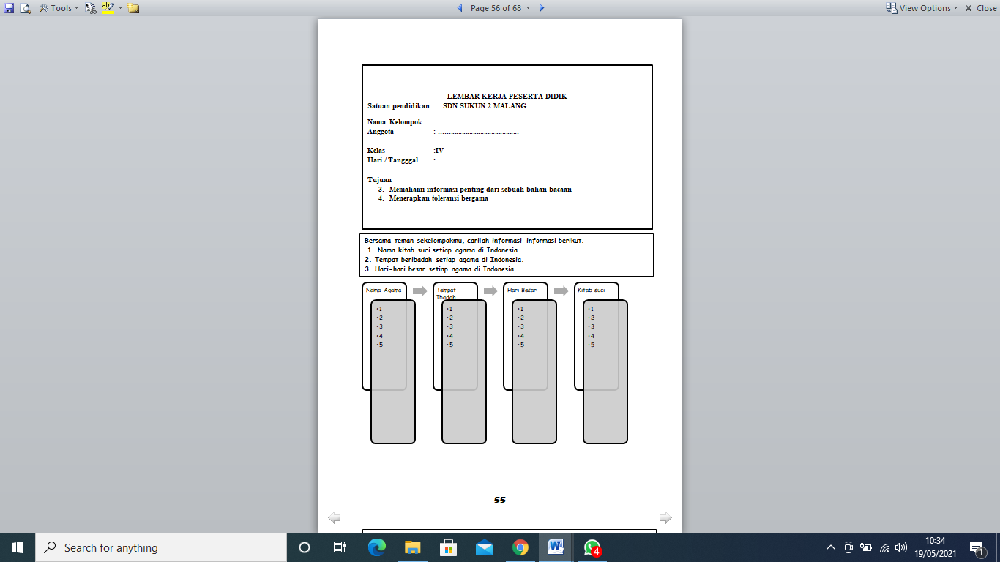 Tools
Page 56 of 68
View Options
Close
LEMBAR KERJA PESERTA DIDIK
Satuan pendidikan : SDN SUKUN 2 MALANG
Nama Kelompok :.......................................
Anggota : ......................................
......................................
Kelas :IV
Hari / Tangggal :.......................................
Tujuan
3. Memahami informasi penting dari sebuah bahan bacaan
4. Menerapkan toleransi bergama
Bersama teman sekelompokmu, carilah informasi-informasi berikut.
1. Nama kitab suci setiap agama di Indonesia
2. Tempat beribadah setiap agama di Indonesia.
3. Hari-hari besar setiap agama di Indonesia.
Nama Agama
•1
•2
•3
•4
•5
Tempat
Ibadah
•1
•2
•3
•4
•5
Hari Besar
•1
•2
•3
•4
•5
Kitab suci
•1
•2
•3
•4
•5
55
Search for anything
4
10:34
19/05/2021
1